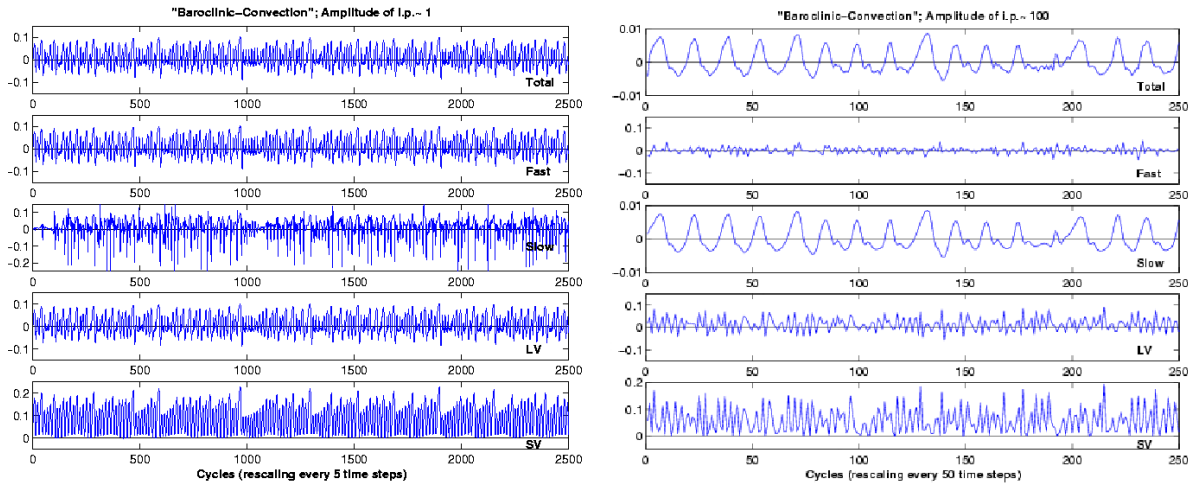 "Baroclinic−Convection"; Amplitude of i.p.~ 1
0.1
0
−0.1
Total
0 500 1000 1500 2000 2500
0.1
0
−0.1
Fast
0 500 1000 1500 2000 2500
0.1
0
−0.1
−0.2
Slow
0 500 1000 1500 2000 2500
0.1
0
−0.1
LV
0 500 1000 1500 2000 2500
0.2
0.1
0
SV
0 500 1000 1500 2000 2500
Cycles (rescaling every 5 time steps)
"Baroclinic−Convection"; Amplitude of i.p.~ 100
0.01
0
−0.01
Total
0 50 100 150 200 250
0.1
0
−0.1
Fast
0 50 100 150 200 250
0.01
0
−0.01
Slow
0 50 100 150 200 250
0.1
0
−0.1
LV
0 50 100 150 200 250
0.2
0.1
0
SV
0 50 100 150 200 250
Cycles (rescaling every 50 time steps)